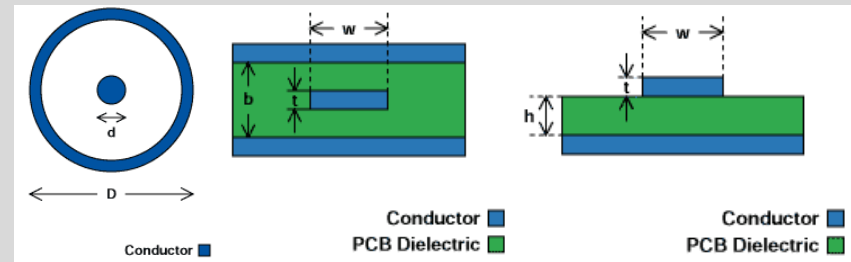 d
D
Conductor
w
b
t
Conductor
PCB Dielectric
w
t
h
Conductor
PCB Dielectric